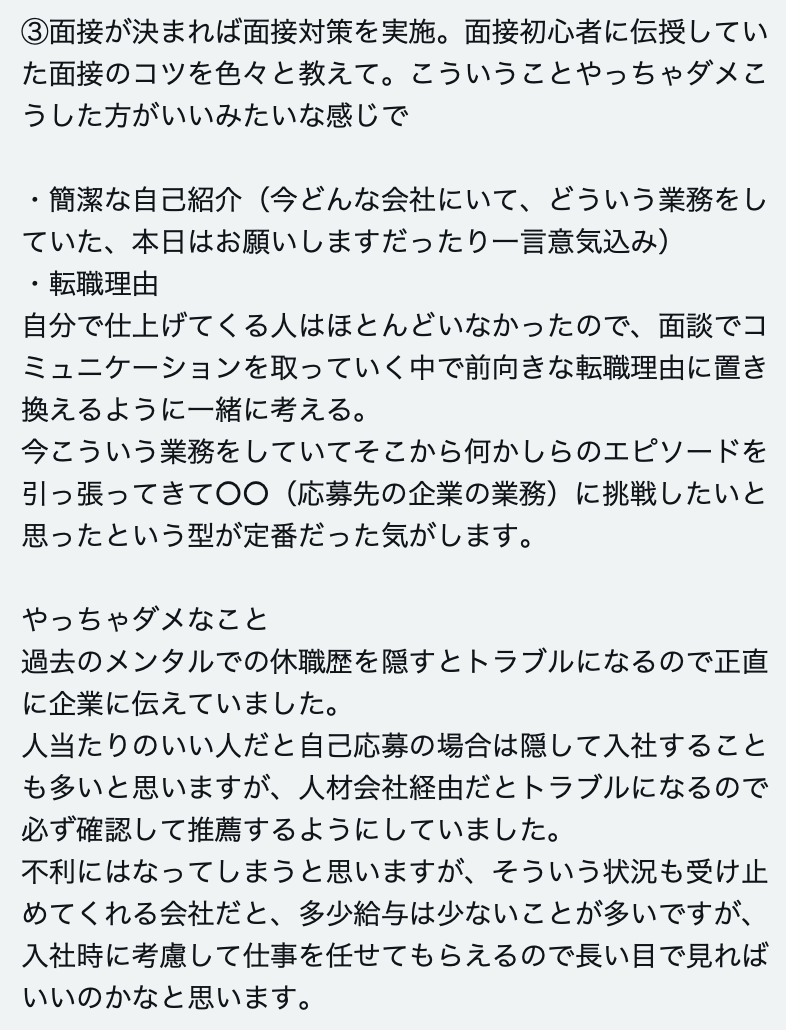 ③面接が決まれば面接対策を実施。面接初心者に伝授してい
た面接のコツを色々と教えて。こういうことやっちゃダメこ
うした方がいいみたいな感じで
・簡潔な自己紹介（今どんな会社にいて、どういう業務をし
ていた、本日はお願いしますだったり一言意気込み）
・転職理由
自分で仕上げてくる人はほとんどいなかったので、面談でコ
ミュニケーションを取っていく中で前向きな転職理由に置き
換えるように一緒に考える。
今こういう業務をしていてそこから何かしらのエピソードを
引っ張ってきて〇〇（応募先の企業の業務）に挑戦したいと
思ったという型が定番だった気がします。
やっちゃダメなこと
過去のメンタルでの休職歴を隠すとトラブルになるので正直
に企業に伝えていました。
人当たりのいい人だと自己応募の場合は隠して入社すること
も多いと思いますが、人材会社経由だとトラブルになるので
必ず確認して推薦するようにしていました。
不利にはなってしまうと思いますが、そういう状況も受け止
めてくれる会社だと、多少給与は少ないことが多いですが、
入社時に考慮して仕事を任せてもらえるので長い目で見れば
いいのかなと思います。